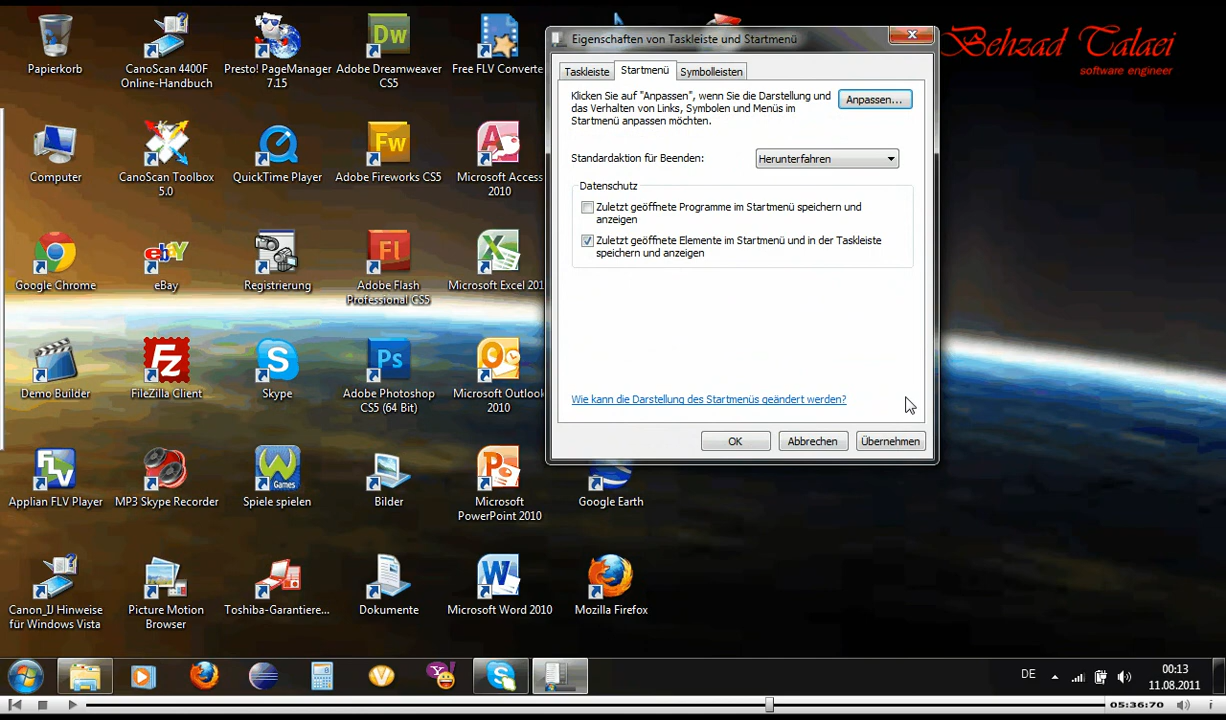 Papierkorb
CanoScan 4400F
Online-Handbuch
Presto! PageManager
7.15
Adobe Dreamweaver
CS5
Free FLV Converte
Computer
CanoScan Toolbox
5.0
QuickTime Player
Adobe Fireworks CS5
Microsoft Access
2010
Google Chrome
eBay
Registrierung
Adobe Flash
Professional CS5
Microsoft Excel 201
Demo Builder
FileZilla Client
Skype
Adobe Photoshop
CS5 (64 Bit)
Microsoft Outlook
2010
Applian FLV Player
MP3 Skype Recorder
Spiele spielen
Bilder
Microsoft
PowerPoint 2010
Google Earth
Canon_IJ Hinweise
für Windows Vista
Picture Motion
Browser
Toshiba-Garantiere...
Dokumente
Microsoft Word 2010
Mozilla Firefox
Eigenschaften von Taskleiste und Startmenü
Taskleiste
Startmenü
Symbolleisten
Klicken Sie auf "Anpassen", wenn Sie die Darstellung und
das Verhalten von Links, Symbolen und Menüs im
Startmenü anpassen möchten.
Anpassen...
Standardaktion für Beenden:
Herunterfahren
Datenschutz
Zuletzt geöffnete Programme im Startmenü speichern und
anzeigen
Zuletzt geöffnete Elemente im Startmenü und in der Taskleiste
speichern und anzeigen
Wie kann die Darstellung des Startmenüs geändert werden?
OK
Abbrechen
Übernehmen
Behzad Talaei
software engineer
DE
00:13
11.08.2011
05:36:70